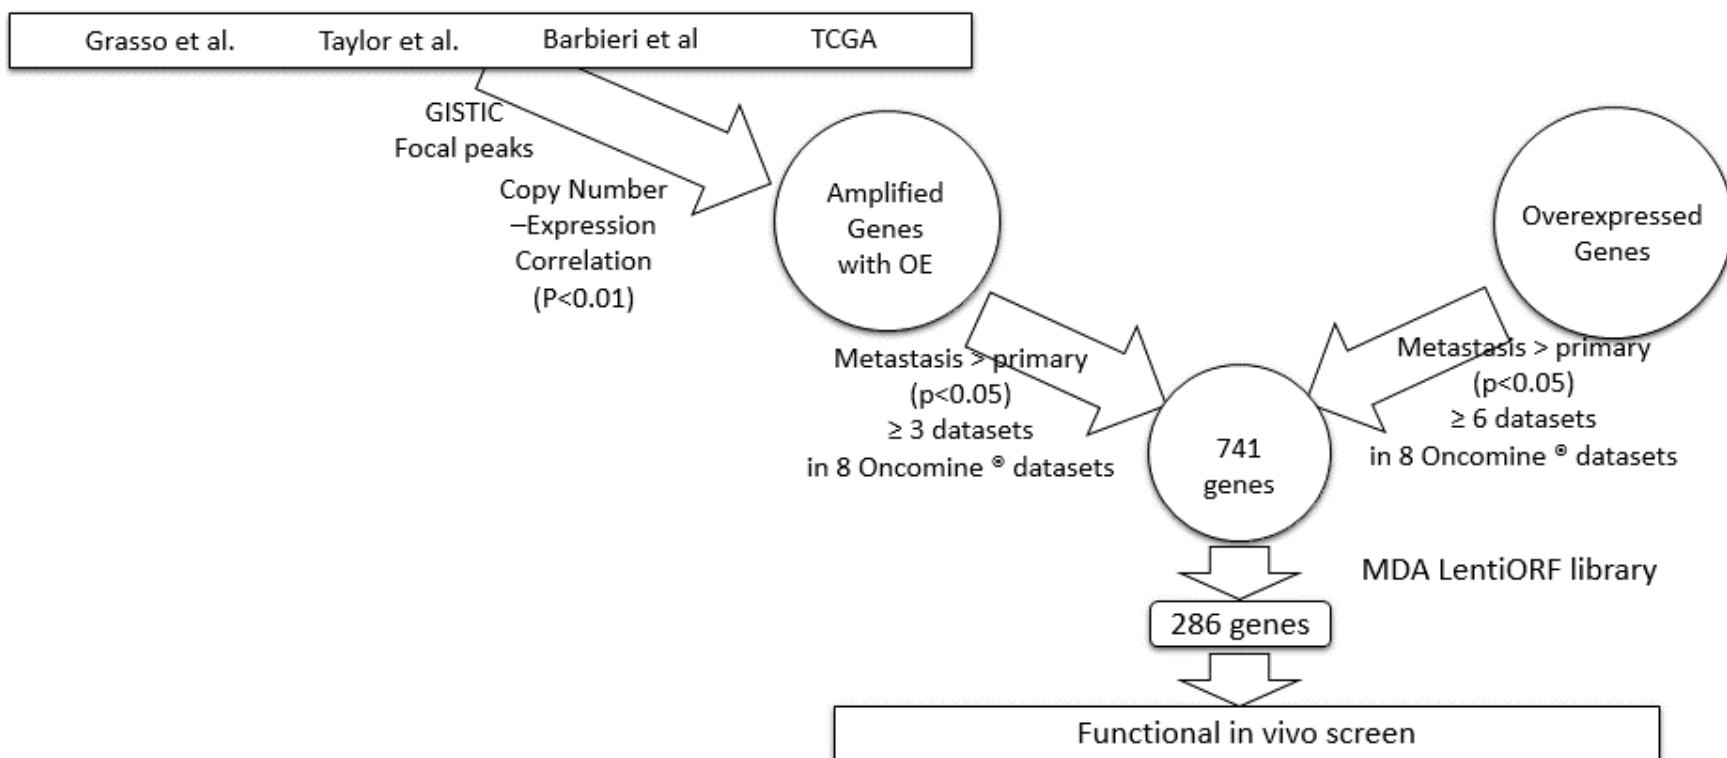 Grasso et al. Taylor et al. Barbieri et al TCGA
GISTIC
Focal peaks
Copy Number
–Expression
Correlation
(P<0.01)
Amplified
Genes
with OE
Overexpressed
Genes
Metastasis > primary
(p<0.05)
≥ 3 datasets
in 8 Oncomine ® datasets
Metastasis > primary
(p<0.05)
≥ 6 datasets
in 8 Oncomine ® datasets
741
genes
MDA LentiORF library
286 genes
Functional in vivo screen